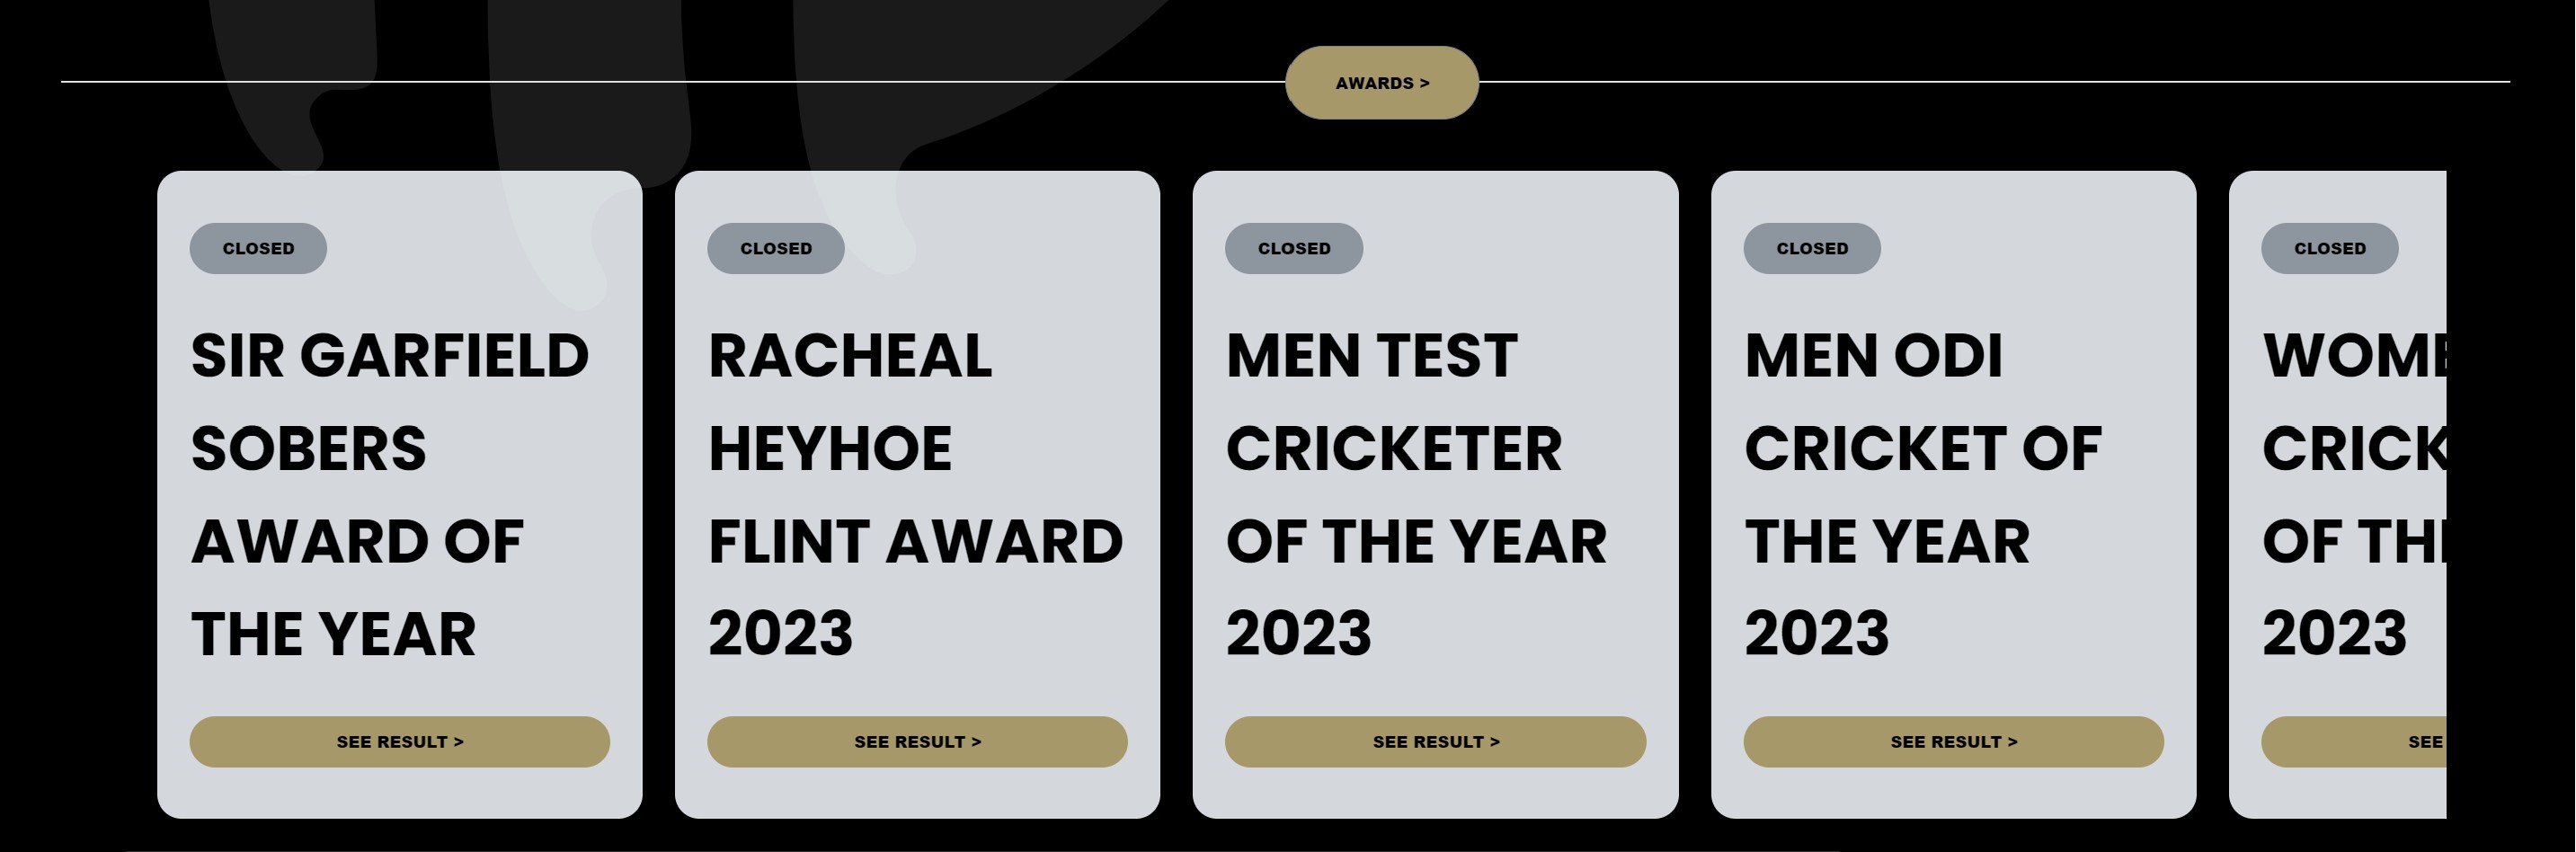 AWARDS >
CLOSED
SIR GARFIELD
SOBERS
AWARD OF
THE YEAR
SEE RESULT >
CLOSED
RACHEAL
HEYHOE
FLINT AWARD
2023
SEE RESULT >
CLOSED
MEN TEST
CRICKETER
OF THE YEAR
2023
SEE RESULT >
CLOSED
MEN ODI
CRICKET OF
THE YEAR
2023
SEE RESULT >
CLOSED
OF
2023
SEE